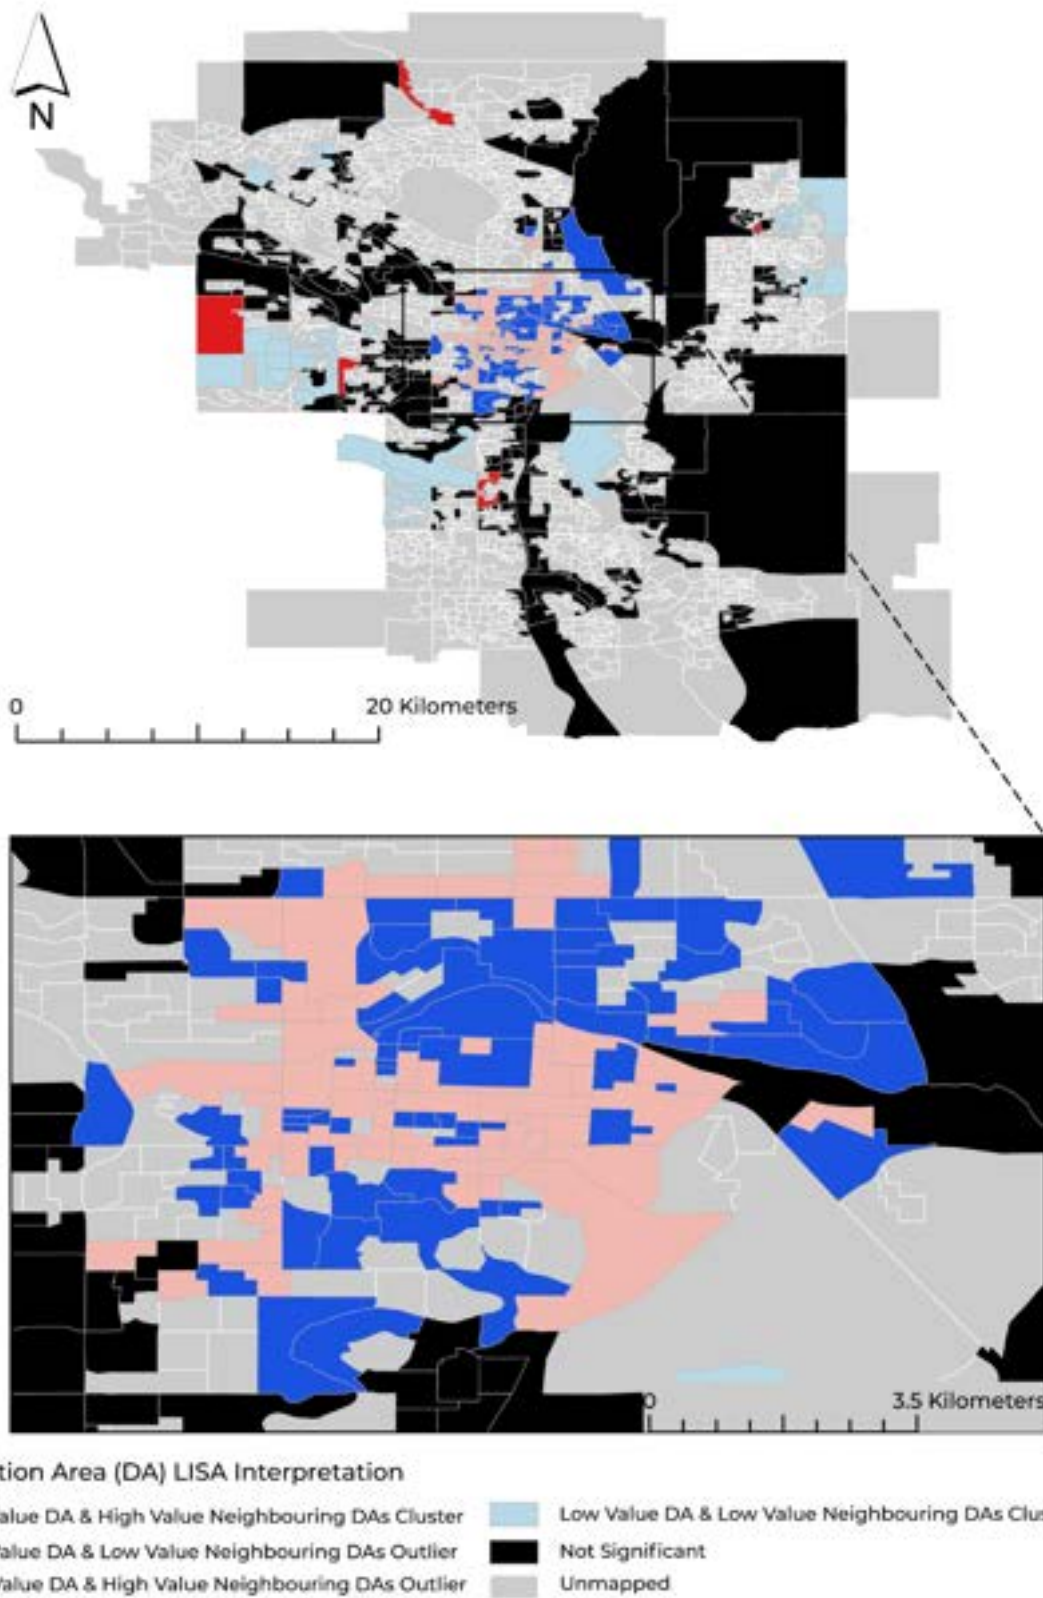 N
0 20 Kilometers
0 3.5 Kilometers
tion Area (DA) LISA Interpretation
alue DA & High Value Neighbouring DAs Cluster
Low Value DA & Low Value Neighbouring DAs Clus
alue DA & Low Value Neighbouring DAs Outlier
Not Significant
Value DA & High Value Neighbouring DAs Outlier
Unmapped